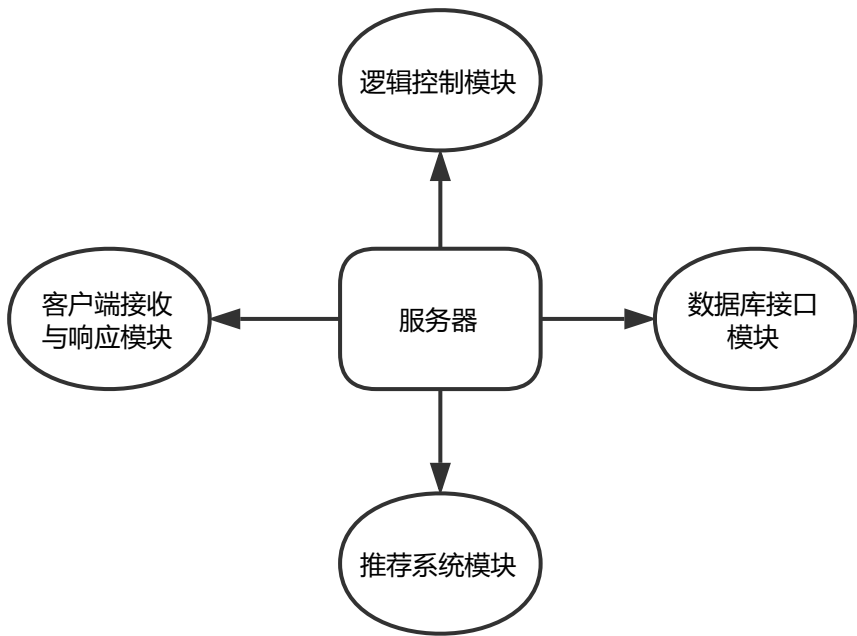 逻辑控制模块
客户端接收
与响应模块
服务器
数据库接口
模块
推荐系统模块